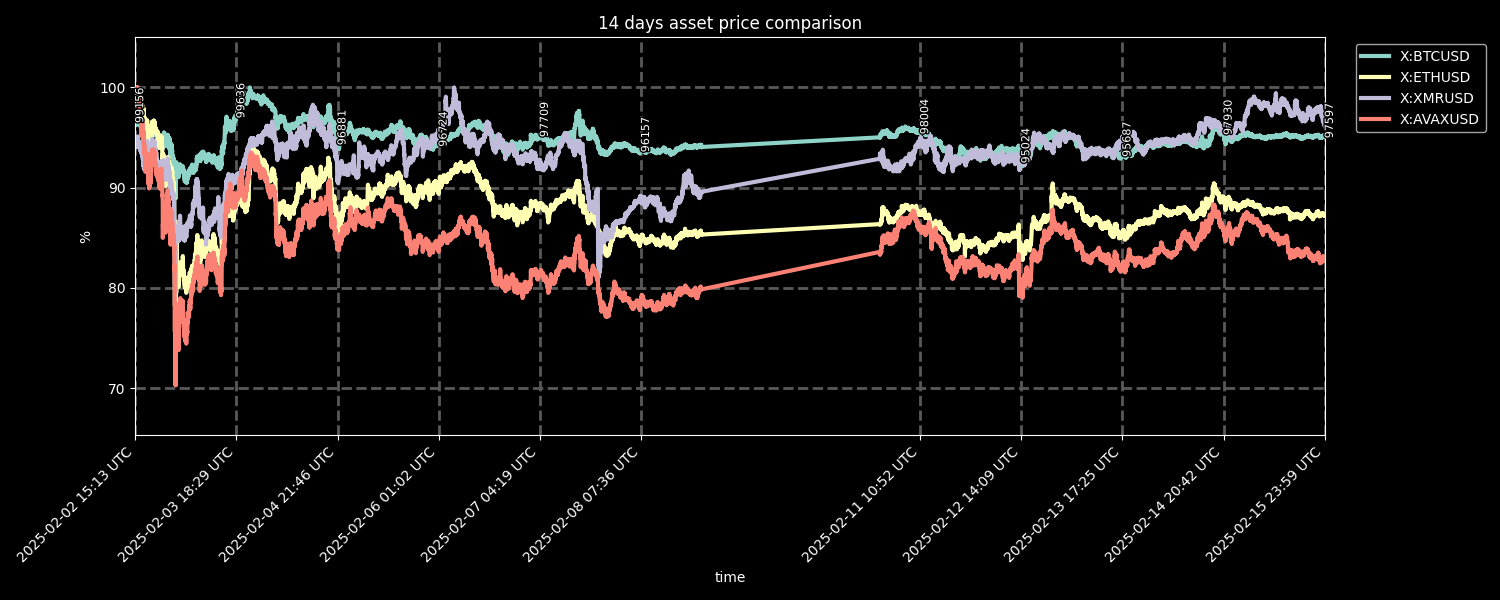 14 days asset price comparison
X:BTCUSD
X:ETHUSD
X:XMRUSD
X:AVAXUSD
100
90
80
70
%
99156
99636
96881
96724
97709
96157
98004
95024
95687
97930
97597
2025-02-02 15:13 UTC
2025-02-03 18:29 UTC
2025-02-04 21:46 UTC
2025-02-06 01:02 UTC
2025-02-07 04:19 UTC
2025-02-08 07:36 UTC
2025-02-11 10:52 UTC
2025-02-12 14:09 UTC
2025-02-13 17:25 UTC
2025-02-14 20:42 UTC
2025-02-15 23:59 UTC
time